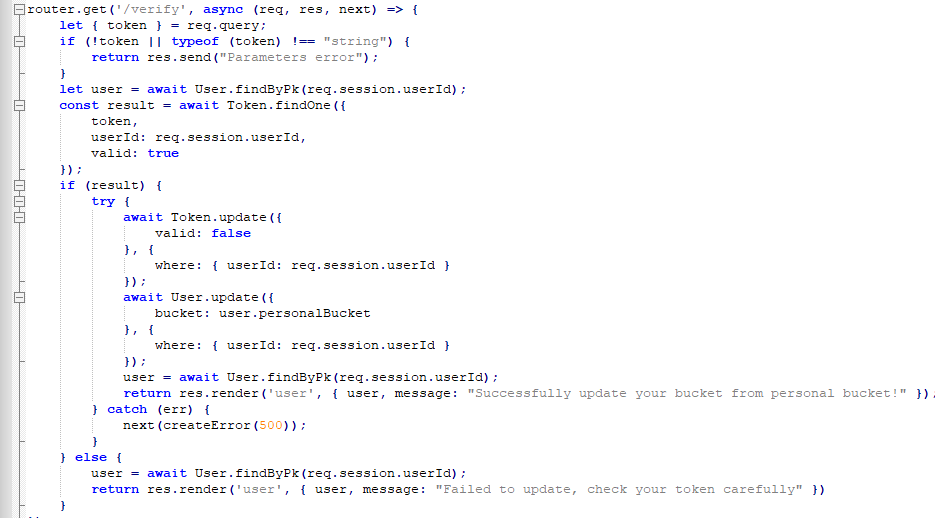 router.get('/verify', async (req, res, next) => {
    let { token } = req.query;
    if (!token || typeof (token) !== "string") {
        return res.send("Parameters error");
    }
    let user = await User.findByPk(req.session.userId);
    const result = await Token.findOne({
        token,
        userId: req.session.userId,
        valid: true
    });
    if (result) {
        try {
            await Token.update({
                valid: false
            }, {
                where: { userId: req.session.userId }
            });
            await User.update({
                bucket: user.personalBucket
            }, {
                where: { userId: req.session.userId }
            });
            user = await User.findByPk(req.session.userId);
            return res.render('user', { user, message: "Successfully update your bucket from personal bucket!" });
        } catch (err) {
            next(createError(500));
        }
    } else {
        user = await User.findByPk(req.session.userId);
        return res.render('user', { user, message: "Failed to update, check your token carefully" })
    }